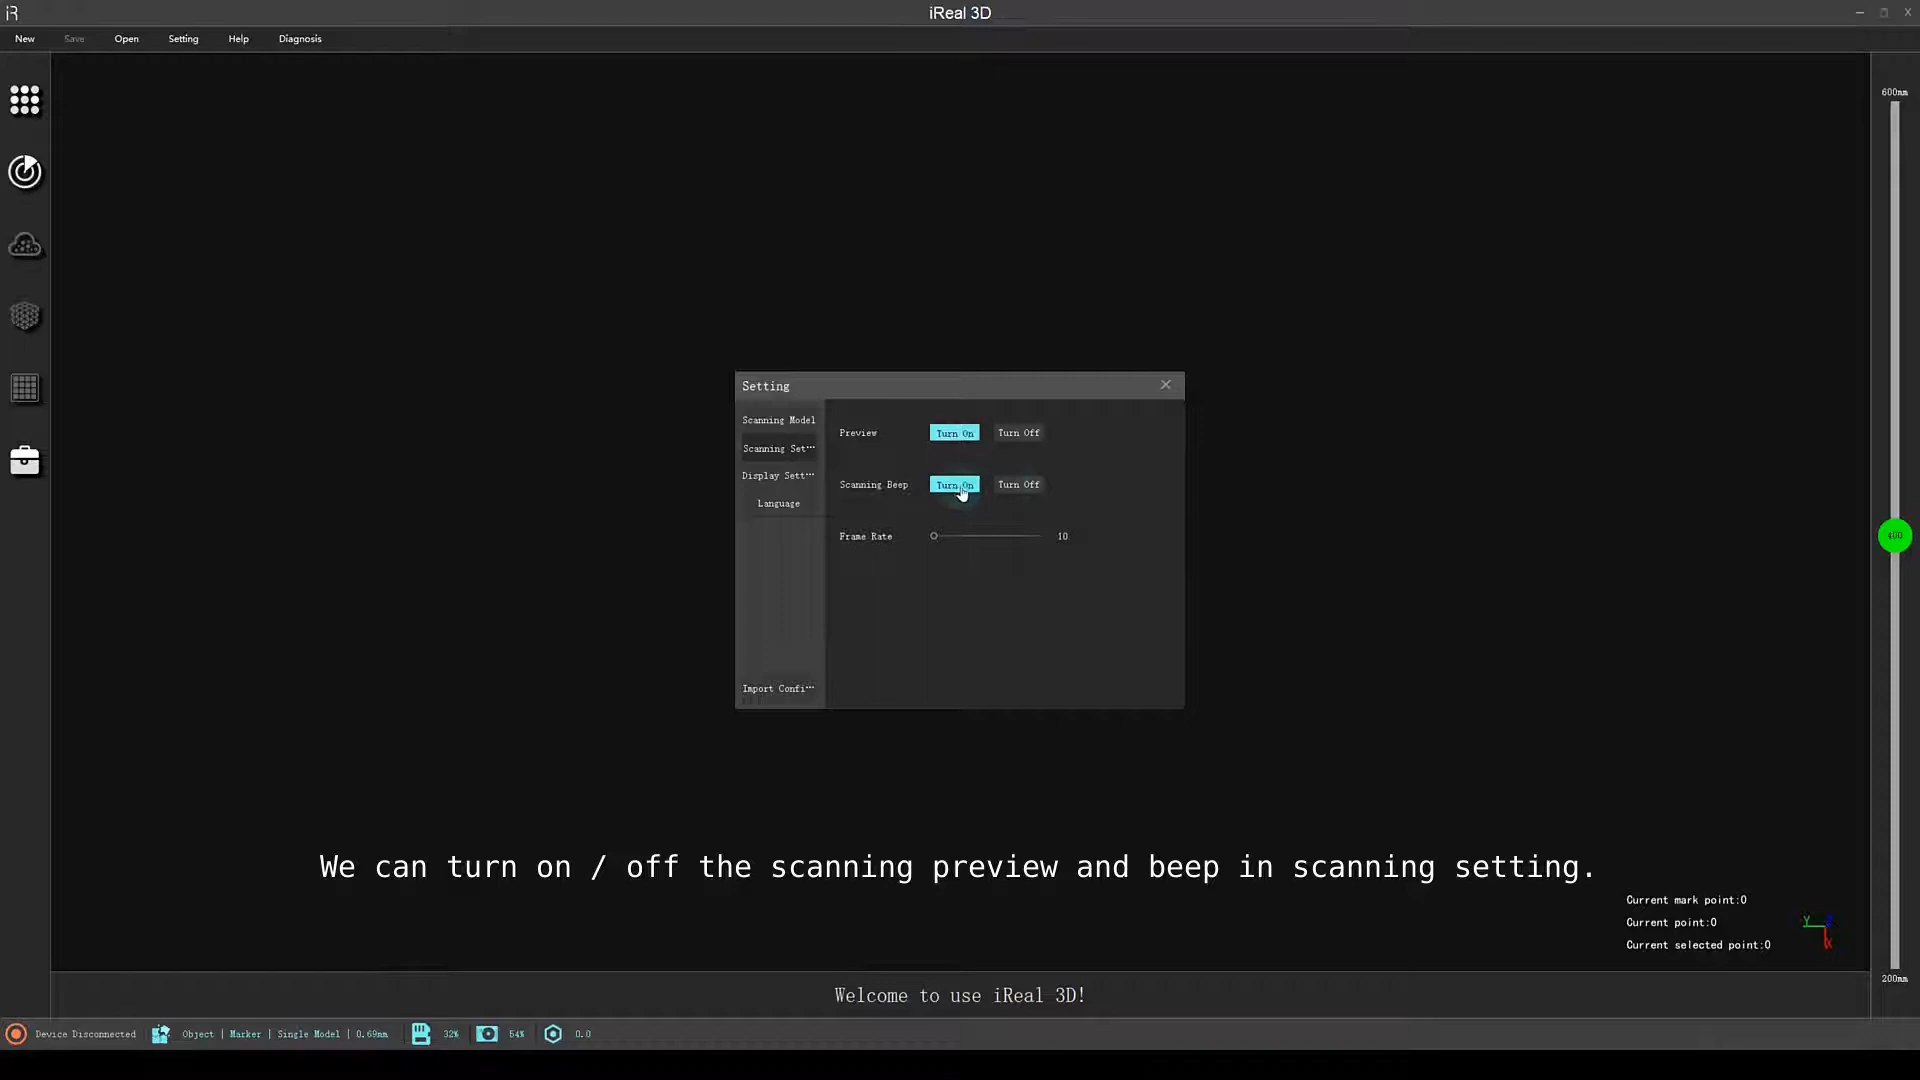 iR
iReal 3D
New Save Open Setting Help Diagnosis
600mm
Setting
Scanning Model
Preview Turn On Turn Off
Scanning Set···
Display Sett···
Scanning Beep Turn On Turn Off
Language
Frame Rate 10
400
Import Confi···
We can turn on / off the scanning preview and beep in scanning setting.
Current mark point:0
Current point:0
Current selected point:0
Y Z
X
200mm
Welcome to use iReal 3D!
Device Disconnected Object | Marker | Single Model | 0.69mm 32% 54% 0.0